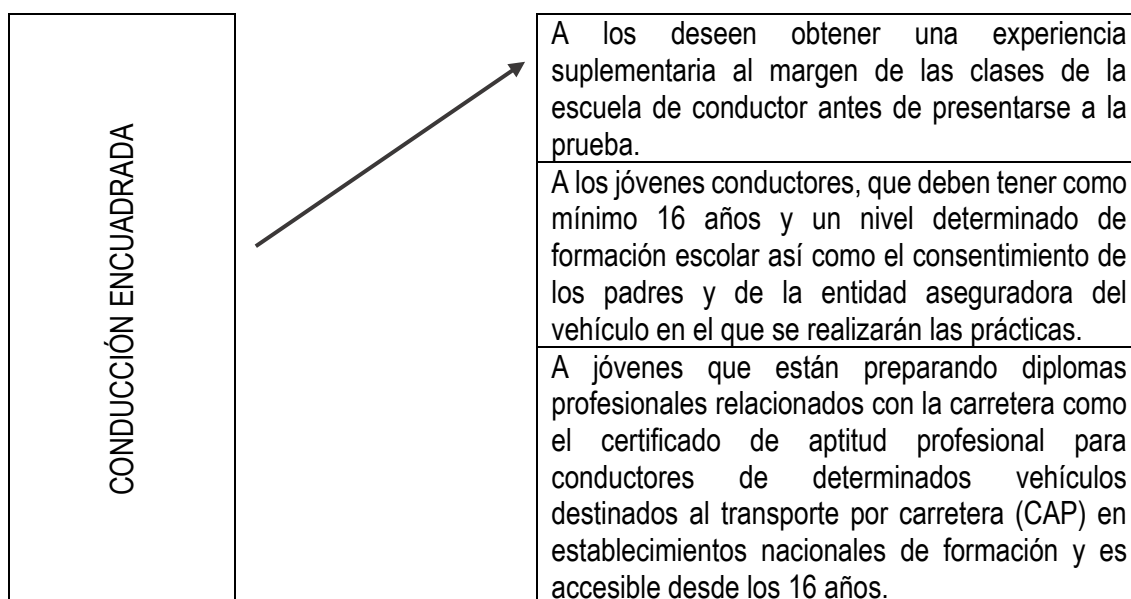 CONDUCCIÓN ENCUADRADA
A los deseen obtener una experiencia
suplementaria al margen de las clases de la
escuela de conductor antes de presentarse a la
prueba.
A los jóvenes conductores, que deben tener como
mínimo 16 años y un nivel determinado de
formación escolar así como el consentimiento de
los padres y de la entidad aseguradora del
vehículo en el que se realizarán las prácticas.
A jóvenes que están preparando diplomas
profesionales relacionados con la carretera como
el certificado de aptitud profesional para
conductores de determinados vehículos
destinados al transporte por carretera (CAP) en
establecimientos nacionales de formación y es
accesible desde los 16 años.